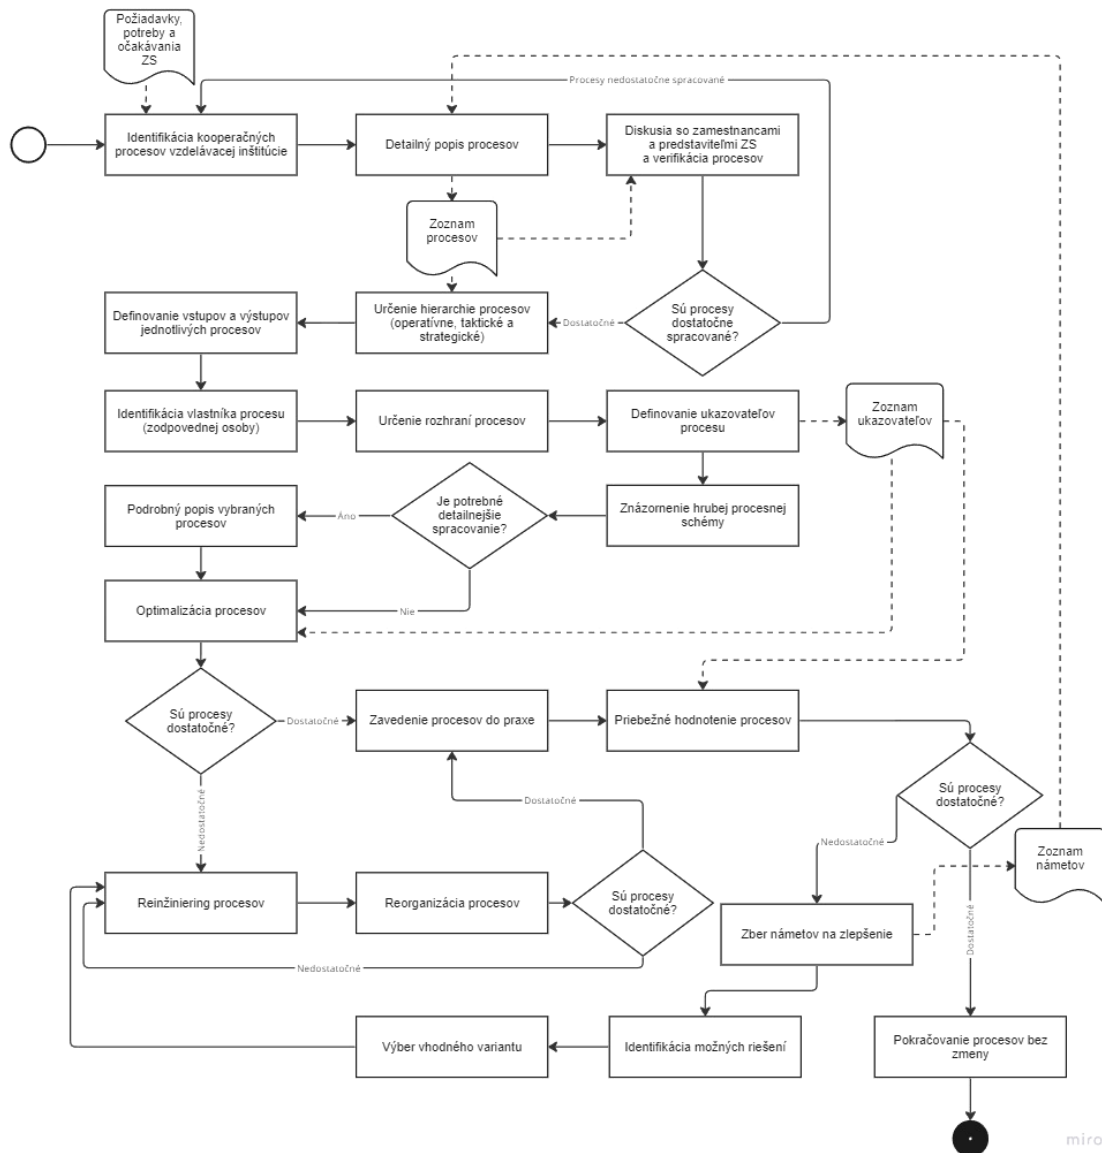 Požiadavky,
potreby a
očakávania
ZS
Procesy nedostatočne spracované
Identifikácia kooperačných
procesov vzdelávacej inštitúcie
Detailný popis procesov
Diskusia so zamestnancami
a predstaviteľmi ZS
a verifikácia procesov
Zoznam
procesov
Definovanie vstupov a výstupov
jednotlivých procesov
Určenie hierarchie procesov
(operatívne, taktické a
strategické)
Dostatočné
Sú procesy
dostatočne
spracované?
Identifikácia vlastníka procesu
(zodpovednej osoby)
Určenie rozhraní procesov
Definovanie ukazovateľov
procesu
Zoznam
ukazovateľov
Podrobný popis vybraných
procesov
Áno
Je potrebné
detailnejšie
spracovanie?
Znázornenie hrubej procesnej
schémy
Optimalizácia procesov
Nie
Sú procesy
dostatočné?
Dostatočné
Zavedenie procesov do praxe
Priebežné hodnotenie procesov
Sú procesy
dostatočné?
Nedostatočné
Dostatočné
Nedostatočné
Zoznam
námetov
Reinžiniering procesov
Reorganizácia procesov
Sú procesy
dostatočné?
Zber námetov na zlepšenie
Dostatočné
Nedostatočné
Výber vhodného variantu
Identifikácia možných riešení
Pokračovanie procesov bez
zmeny
miro